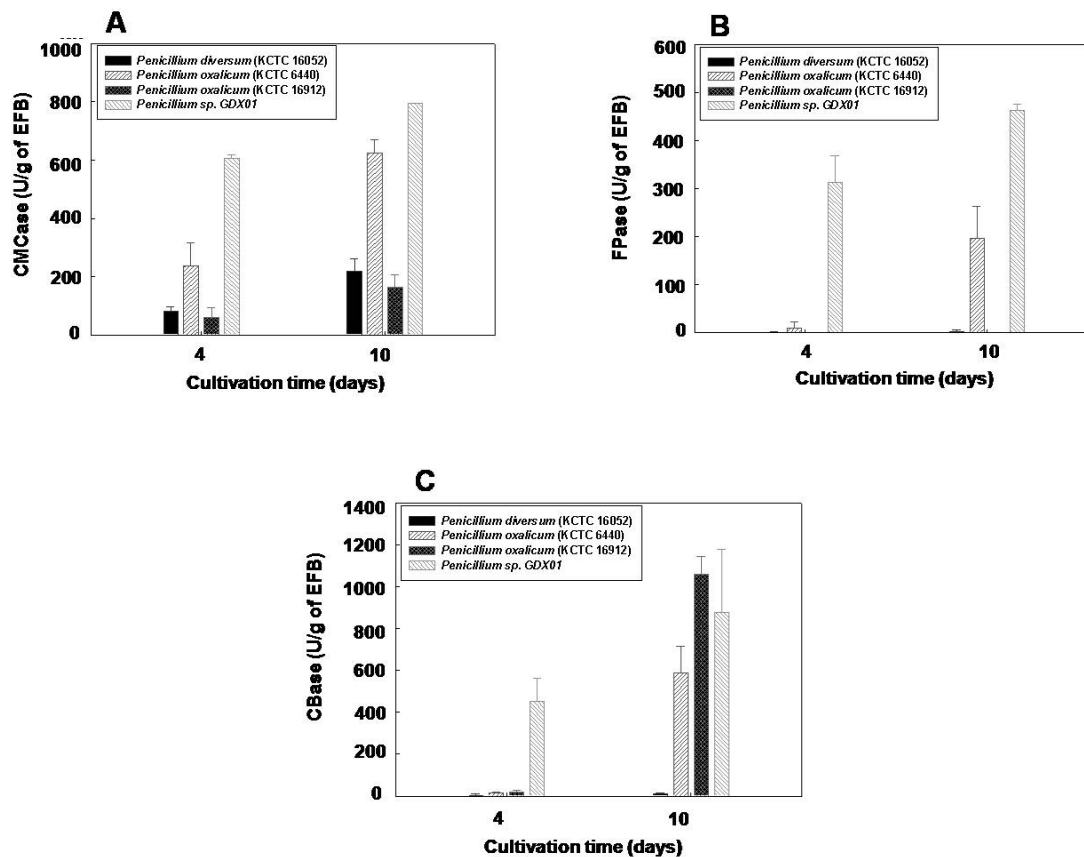 A
1000
800
600
400
200
0
CMCase (U/g of EFB)
Penicillium diversum (KCTC 16052)
Penicillium oxalicum (KCTC 6440)
Penicillium oxalicum (KCTC 16912)
Penicillium sp. GDX01
4 10
Cultivation time (days)
B
600
500
400
300
200
100
0
FPase (U/g of EFB)
Penicillium diversum (KCTC 16052)
Penicillium oxalicum (KCTC 6440)
Penicillium oxalicum (KCTC 16912)
Penicillium sp. GDX01
4 10
Cultivation time (days)
C
1400
1200
1000
800
600
400
200
0
CBase (U/g of EFB)
Penicillium diversum (KCTC 16052)
Penicillium oxalicum (KCTC 6440)
Penicillium oxalicum (KCTC 16912)
Penicillium sp. GDX01
4 10
Cultivation time (days)